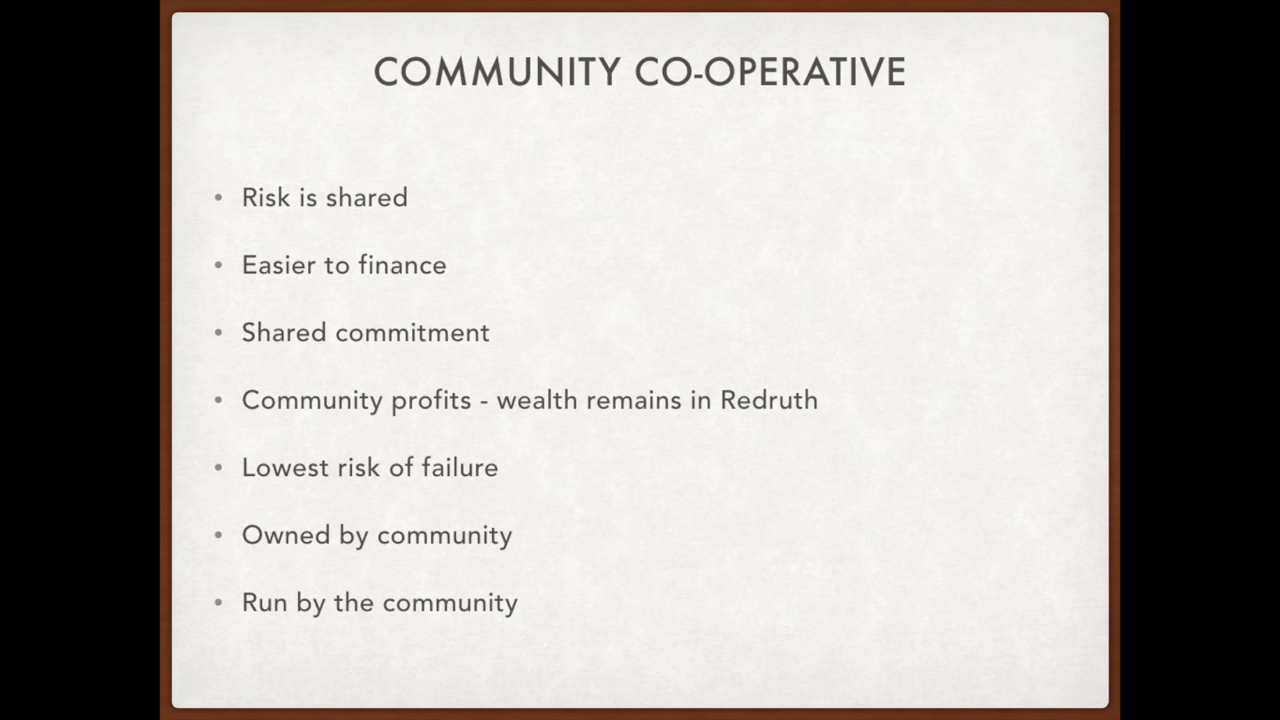 COMMUNITY CO-OPERATIVE
• Risk is shared
• Easier to finance
• Shared commitment
• Community profits - wealth remains in Redruth
• Lowest risk of failure
• Owned by community
• Run by the community